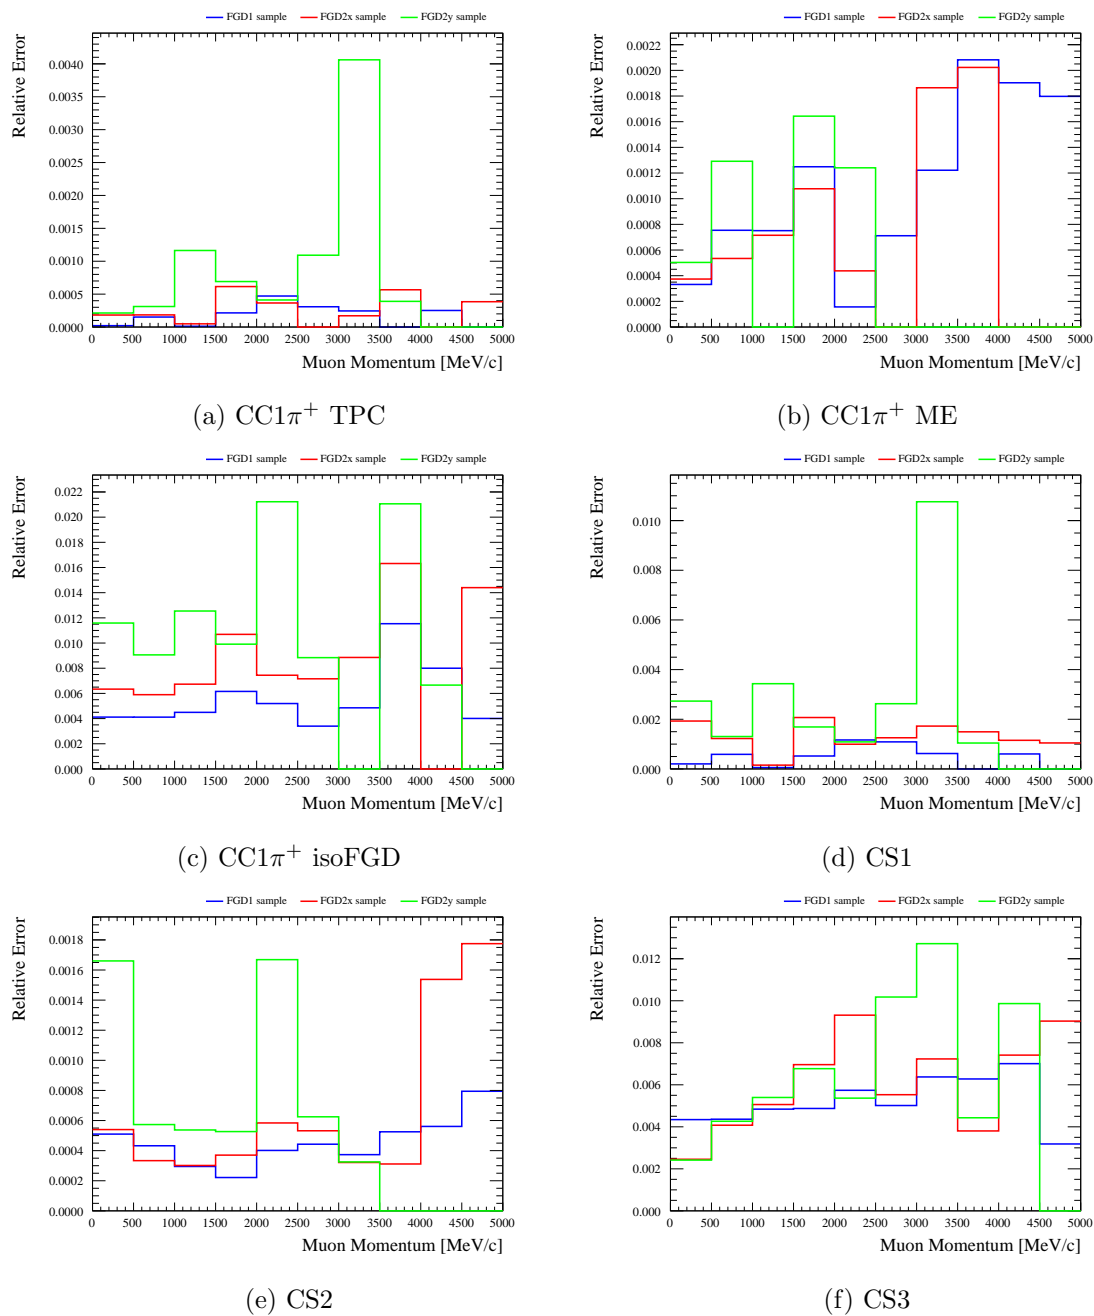 FGD1 sample FGD2x sample FGD2y sample
Relative Error
0.0040
0.0035
0.0030
0.0025
0.0020
0.0015
0.0010
0.0005
0.0000
0 500 1000 1500 2000 2500 3000 3500 4000 4500 5000
Muon Momentum [MeV/c]
(a) CC1π⁺ TPC
FGD1 sample FGD2x sample FGD2y sample
Relative Error
0.0022
0.0020
0.0018
0.0016
0.0014
0.0012
0.0010
0.0008
0.0006
0.0004
0.0002
0.0000
0 500 1000 1500 2000 2500 3000 3500 4000 4500 5000
Muon Momentum [MeV/c]
(b) CC1π⁺ ME
FGD1 sample FGD2x sample FGD2y sample
Relative Error
0.022
0.020
0.018
0.016
0.014
0.012
0.010
0.008
0.006
0.004
0.002
0.000
0 500 1000 1500 2000 2500 3000 3500 4000 4500 5000
Muon Momentum [MeV/c]
(c) CC1π⁺ isoFGD
FGD1 sample FGD2x sample FGD2y sample
Relative Error
0.010
0.008
0.006
0.004
0.002
0.000
0 500 1000 1500 2000 2500 3000 3500 4000 4500 5000
Muon Momentum [MeV/c]
(d) CS1
FGD1 sample FGD2x sample FGD2y sample
Relative Error
0.0018
0.0016
0.0014
0.0012
0.0010
0.0008
0.0006
0.0004
0.0002
0.0000
0 500 1000 1500 2000 2500 3000 3500 4000 4500 5000
Muon Momentum [MeV/c]
(e) CS2
FGD1 sample FGD2x sample FGD2y sample
Relative Error
0.012
0.010
0.008
0.006
0.004
0.002
0.000
0 500 1000 1500 2000 2500 3000 3500 4000 4500 5000
Muon Momentum [MeV/c]
(f) CS3